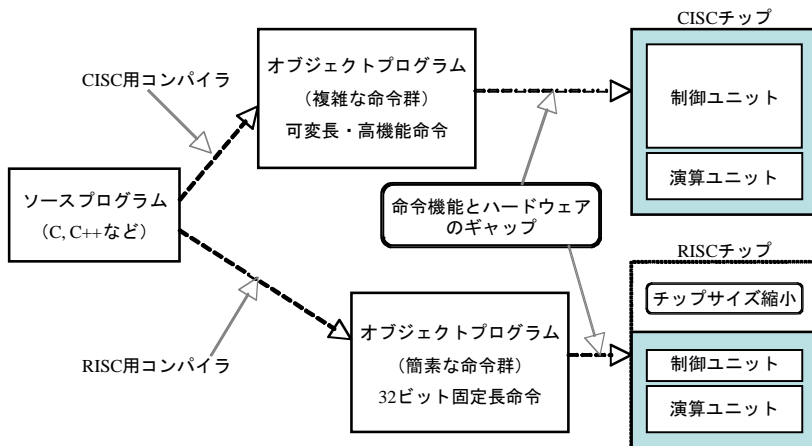 CISCチップ
CISC用コンパイラ
オブジェクトプログラム
（複雑な命令群）
可変長・高機能命令
制御ユニット
演算ユニット
ソースプログラム
（C, C++など）
命令機能とハードウェア
のギャップ
RISCチップ
チップサイズ縮小
RISC用コンパイラ
オブジェクトプログラム
（簡素な命令群）
32ビット固定長命令
制御ユニット
演算ユニット